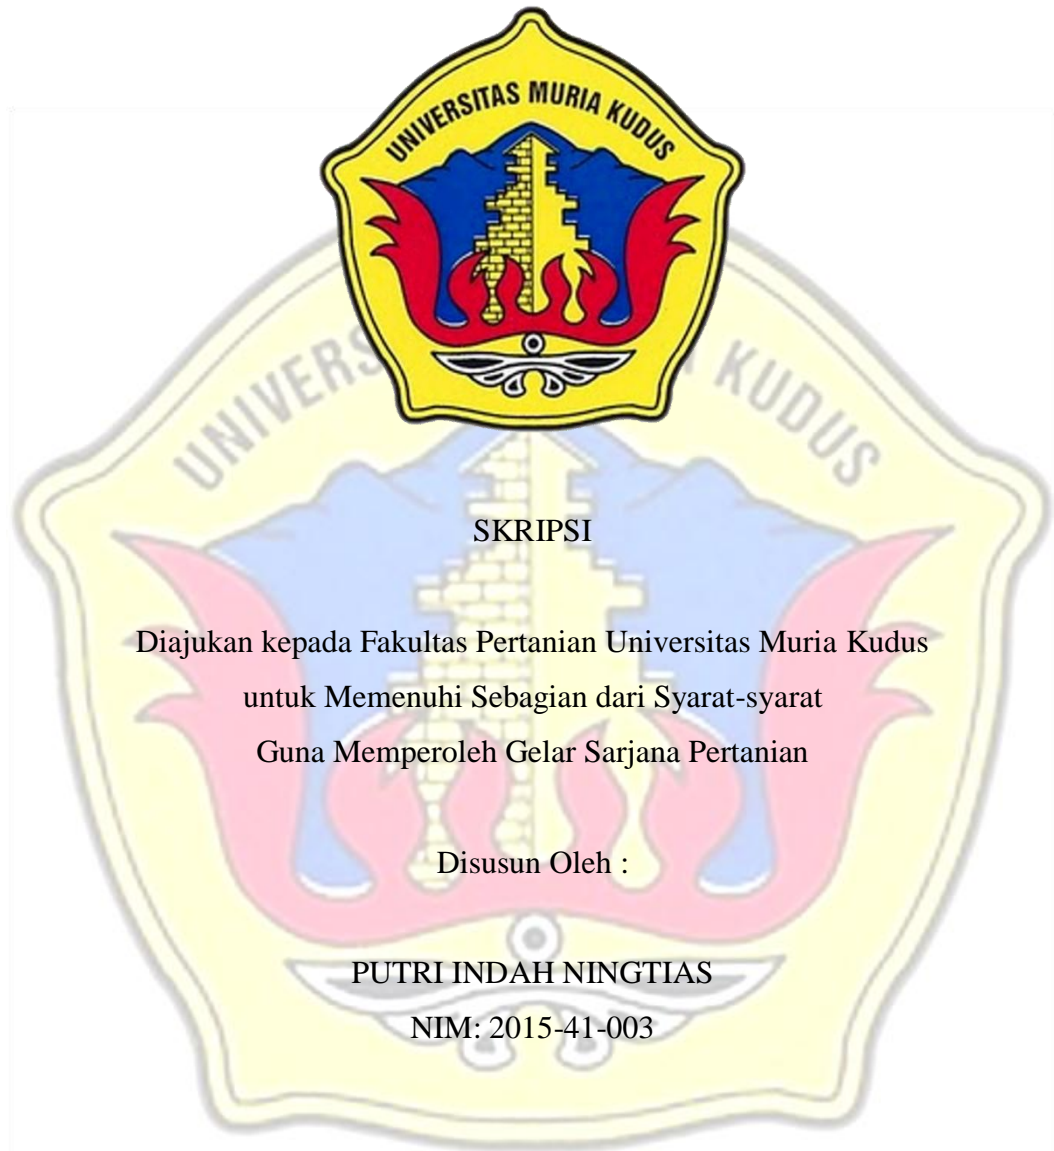 UNIVERSITAS MURIA KUDUS
SKRIPSI
Diajukan kepada Fakultas Pertanian Universitas Muria Kudus
untuk Memenuhi Sebagian dari Syarat-syarat
Guna Memperoleh Gelar Sarjana Pertanian
Disusun Oleh :
PUTRI INDAH NINGTIAS
NIM: 2015-41-003